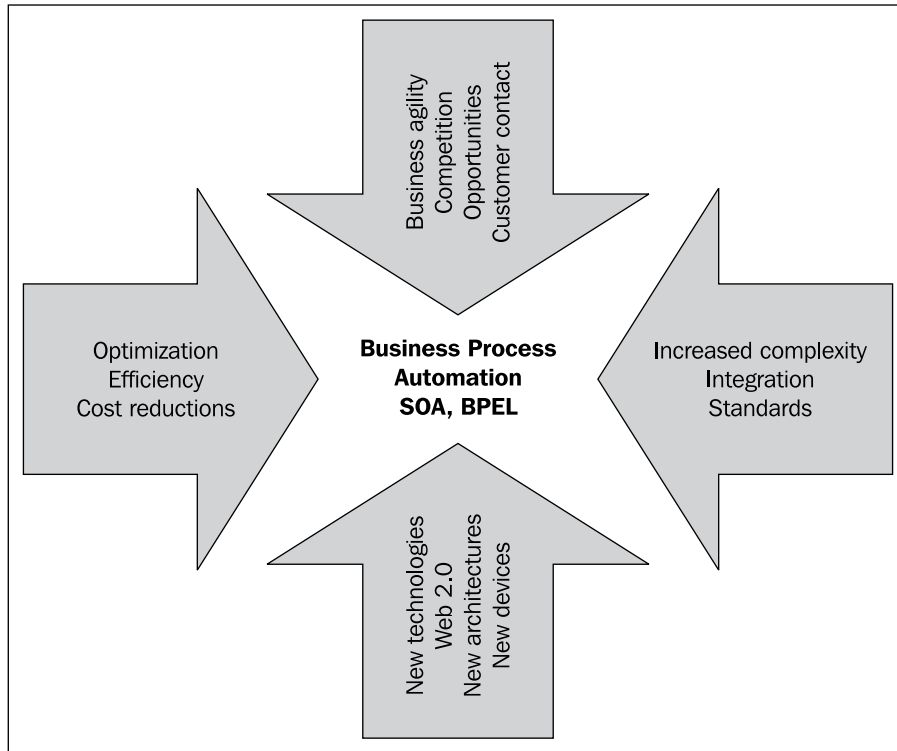 Business agility
Competition
Opportunities
Customer contact
Optimization
Efficiency
Cost reductions
Business Process
Automation
SOA, BPEL
Increased complexity
Integration
Standards
New technologies
Web 2.0
New architectures
New devices